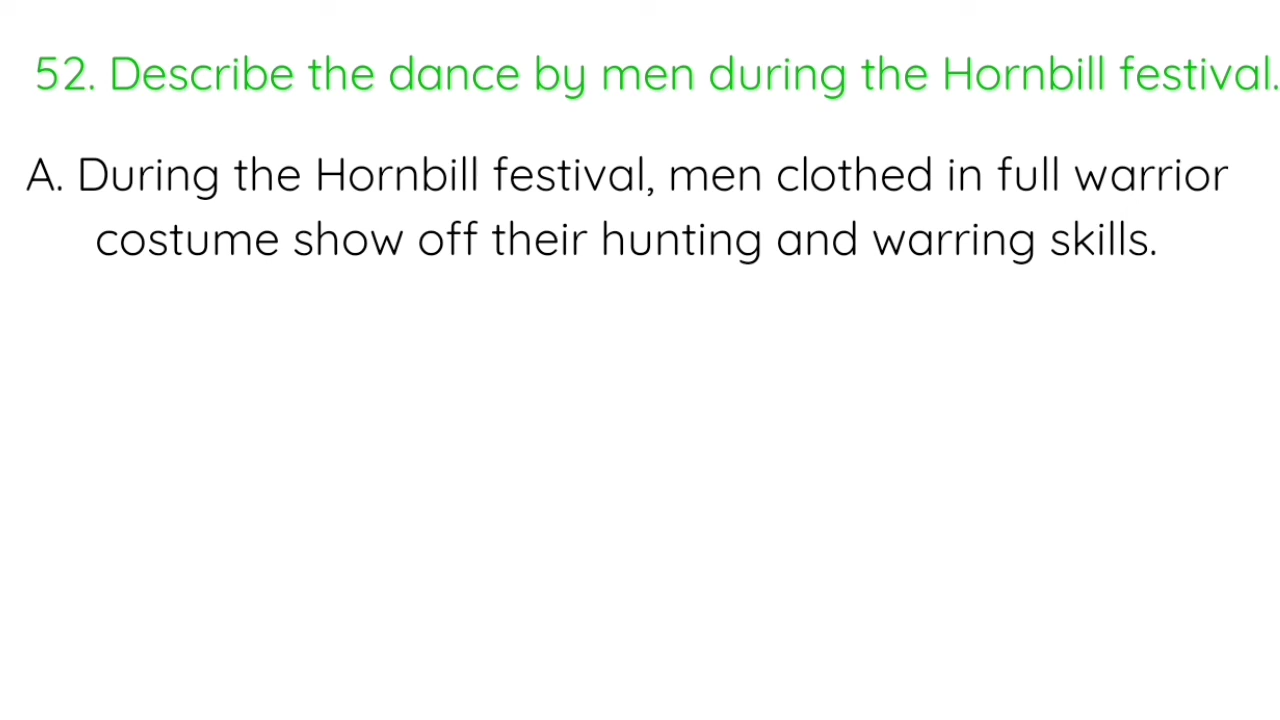 52. Describe the dance by men during the Hornbill festival.
A. During the Hornbill festival, men clothed in full warrior
costume show off their hunting and warring skills.